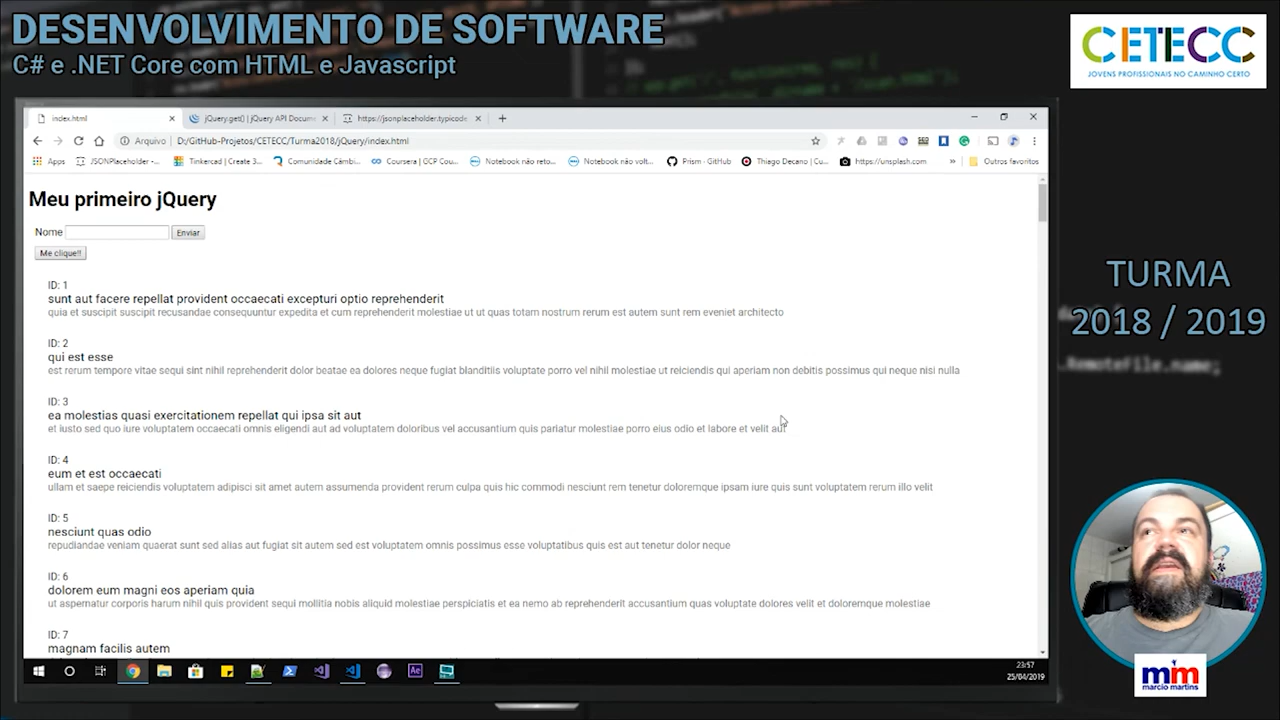 DESENVOLVIMENTO DE SOFTWARE
C# e .NET Core com HTML e Javascript
CETECC
JOVENS PROFISSIONAIS NO CAMINHO CERTO
index.html
jQuery.get() | jQuery API Docum
https://jsonplaceholder.typicode
Arquivo | D:/GitHub-Projetos/CETECC/Turma2018/jQuery/index.html
Apps
JSONPlaceholder -...
Tinkercad | Create 3...
Comunidade Câmbi...
Coursera | GCP Cou...
Notebook não reto...
Notebook não volt...
Prism · GitHub
Thiago Decano | Cu...
https://unsplash.com
»
Outros favoritos
Meu primeiro jQuery
Nome
Enviar
Me clique!!
ID: 1
sunt aut facere repellat provident occaecati excepturi optio reprehenderit
quia et suscipit suscipit recusandae consequuntur expedita et cum reprehenderit molestiae ut ut quas totam nostrum rerum est autem sunt rem eveniet architecto
ID: 2
qui est esse
est rerum tempore vitae sequi sint nihil reprehenderit dolor beatae ea dolores neque fugiat blanditiis voluptate porro vel nihil molestiae ut reiciendis qui aperiam non debitis possimus qui neque nisi nulla
ID: 3
ea molestias quasi exercitationem repellat qui ipsa sit aut
et iusto sed quo iure voluptatem occaecati omnis eligendi aut ad voluptatem doloribus vel accusantium quis pariatur molestiae porro eius odio et labore et velit aut
ID: 4
eum et est occaecati
ullam et saepe reiciendis voluptatem adipisci sit amet autem assumenda provident rerum culpa quis hic commodi nesciunt rem tenetur doloremque ipsam iure quis sunt voluptatem rerum illo velit
ID: 5
nesciunt quas odio
repudiandae veniam quaerat sunt sed alias aut fugiat sit autem sed est voluptatem omnis possimus esse voluptatibus quis est aut tenetur dolor neque
ID: 6
dolorem eum magni eos aperiam quia
ut aspernatur corporis harum nihil quis provident sequi mollitia nobis aliquid molestiae perspiciatis et ea nemo ab reprehenderit accusantium quas voluptate dolores velit et doloremque molestiae
ID: 7
magnam facilis autem
23:57
25/04/2019
TURMA
2018 / 2019
.RemoteFile.name;
mm
marcio martins